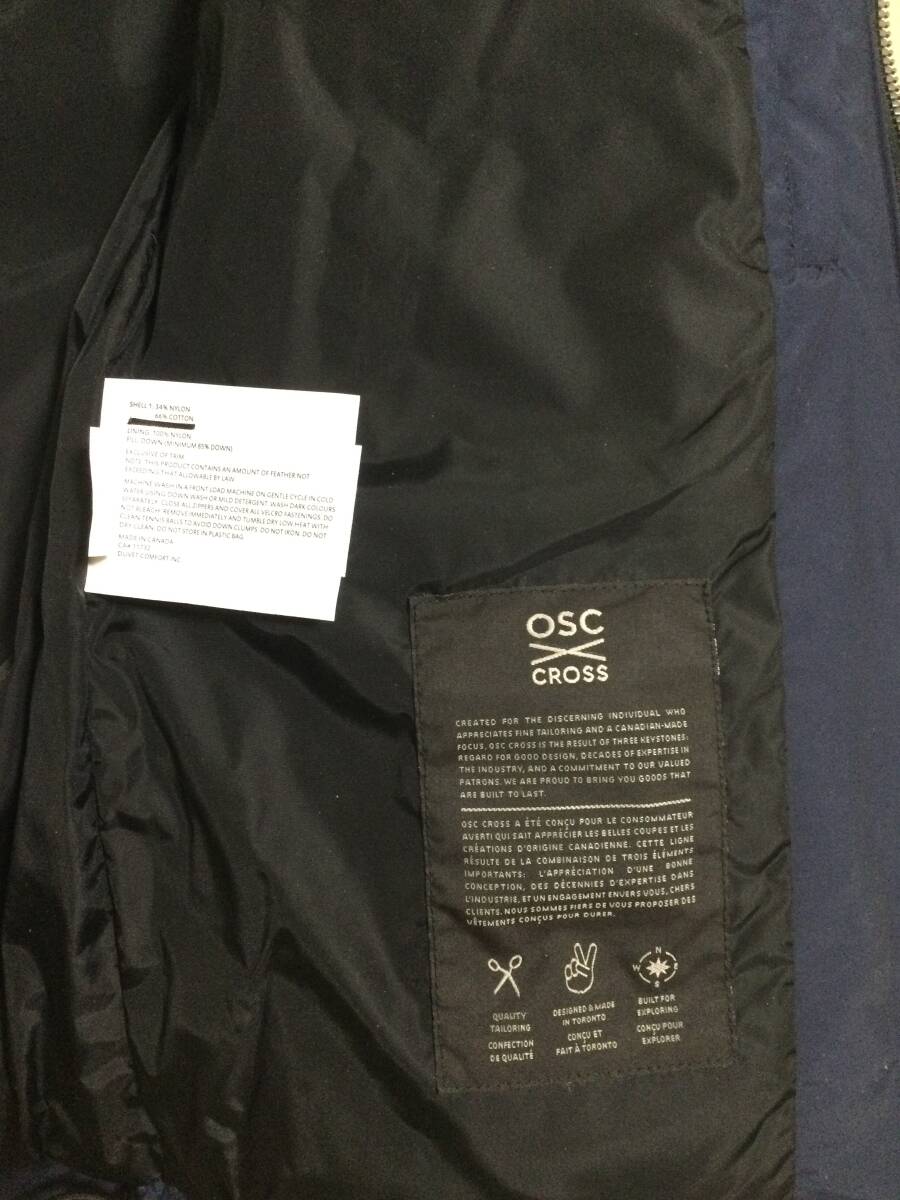 SHELL 1: 34% NYLON
66% COTTON
LINING: 100% NYLON
FILL: DOWN (MINIMUM 85% DOWN)
EXCLUSIVE OF TRIM
NOTE: THIS PRODUCT CONTAINS AN AMOUNT OF FEATHER NOT
EXCEEDING THAT ALLOWABLE BY LAW
MACHINE WASH IN A FRONT LOAD MACHINE ON GENTLE CYCLE IN COLD
WATER USING DOWN WASH OR MILD DETERGENT. WASH DARK COLOURS
SEPARATELY. CLOSE ALL ZIPPERS AND COVER ALL VELCRO FASTENINGS. DO
NOT BLEACH. REMOVE IMMEDIATELY AND TUMBLE DRY LOW HEAT WITH
CLEAN TENNIS BALLS TO AVOID DOWN CLUMPS. DO NOT IRON. DO NOT
DRY CLEAN. DO NOT STORE IN PLASTIC BAG.
MADE IN CANADA
CA# 11732
DUVET COMFORT INC.
OSC
CROSS
CREATED FOR THE DISCERNING INDIVIDUAL WHO
APPRECIATES FINE TAILORING AND A CANADIAN-MADE
FOCUS, OSC CROSS IS THE RESULT OF THREE KEYSTONES:
REGARD FOR GOOD DESIGN, DECADES OF EXPERTISE IN
THE INDUSTRY, AND A COMMITMENT TO OUR VALUED
PATRONS. WE ARE PROUD TO BRING YOU GOODS THAT
ARE BUILT TO LAST.
OSC CROSS A ÉTÉ CONÇU POUR LE CONSOMMATEUR
AVERTI QUI SAIT APPRÉCIER LES BELLES COUPES ET LES
CRÉATIONS D'ORIGINE CANADIENNE. CETTE LIGNE
RÉSULTE DE LA COMBINAISON DE TROIS ÉLÉMENTS
IMPORTANTS: L'APPRÉCIATION D'UNE BONNE
CONCEPTION, DES DÉCENNIES D'EXPERTISE DANS
L'INDUSTRIE, ET UN ENGAGEMENT ENVERS VOUS, CHERS
CLIENTS. NOUS SOMMES FIERS DE VOUS PROPOSER DES
VÊTEMENTS CONÇUS POUR DURER.
N
W E
S
QUALITY
TAILORING
CONFECTION
DE QUALITÉ
DESIGNED & MADE
IN TORONTO
CONÇU ET
FAIT À TORONTO
BUILT FOR
EXPLORING
CONÇU POUR
EXPLORER